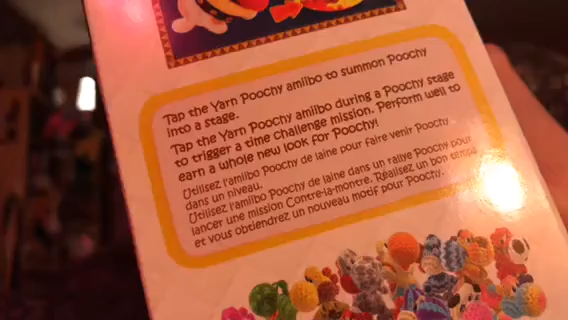 Tap the Yarn Poochy amiibo to summon Poochy
into a stage.
Tap the Yarn Poochy amiibo during a Poochy stage
to trigger a time challenge mission. Perform well to
earn a whole new look for Poochy!
Utilisez l'amiibo Poochy de laine pour faire venir Poochy
dans un niveau.
Utilisez l'amiibo Poochy de laine dans un rallye Poochy pour
lancer une mission Contre-la-montre. Réalisez un bon temps
et vous obtiendrez un nouveau motif pour Poochy.